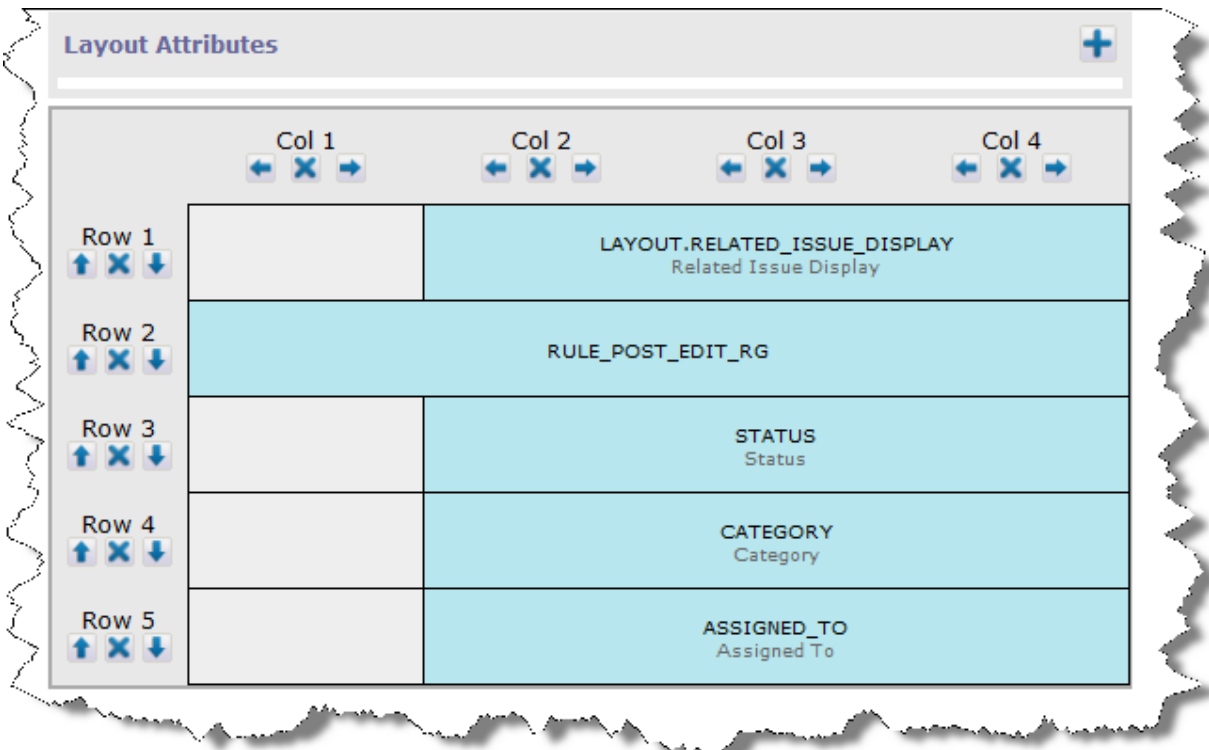 Layout Attributes
Col 1 Col 2 Col 3 Col 4
Row 1
LAYOUT.RELATED_ISSUE_DISPLAY
Related Issue Display
Row 2
RULE_POST_EDIT_RG
Row 3
STATUS
Status
Row 4
CATEGORY
Category
Row 5
ASSIGNED_TO
Assigned To